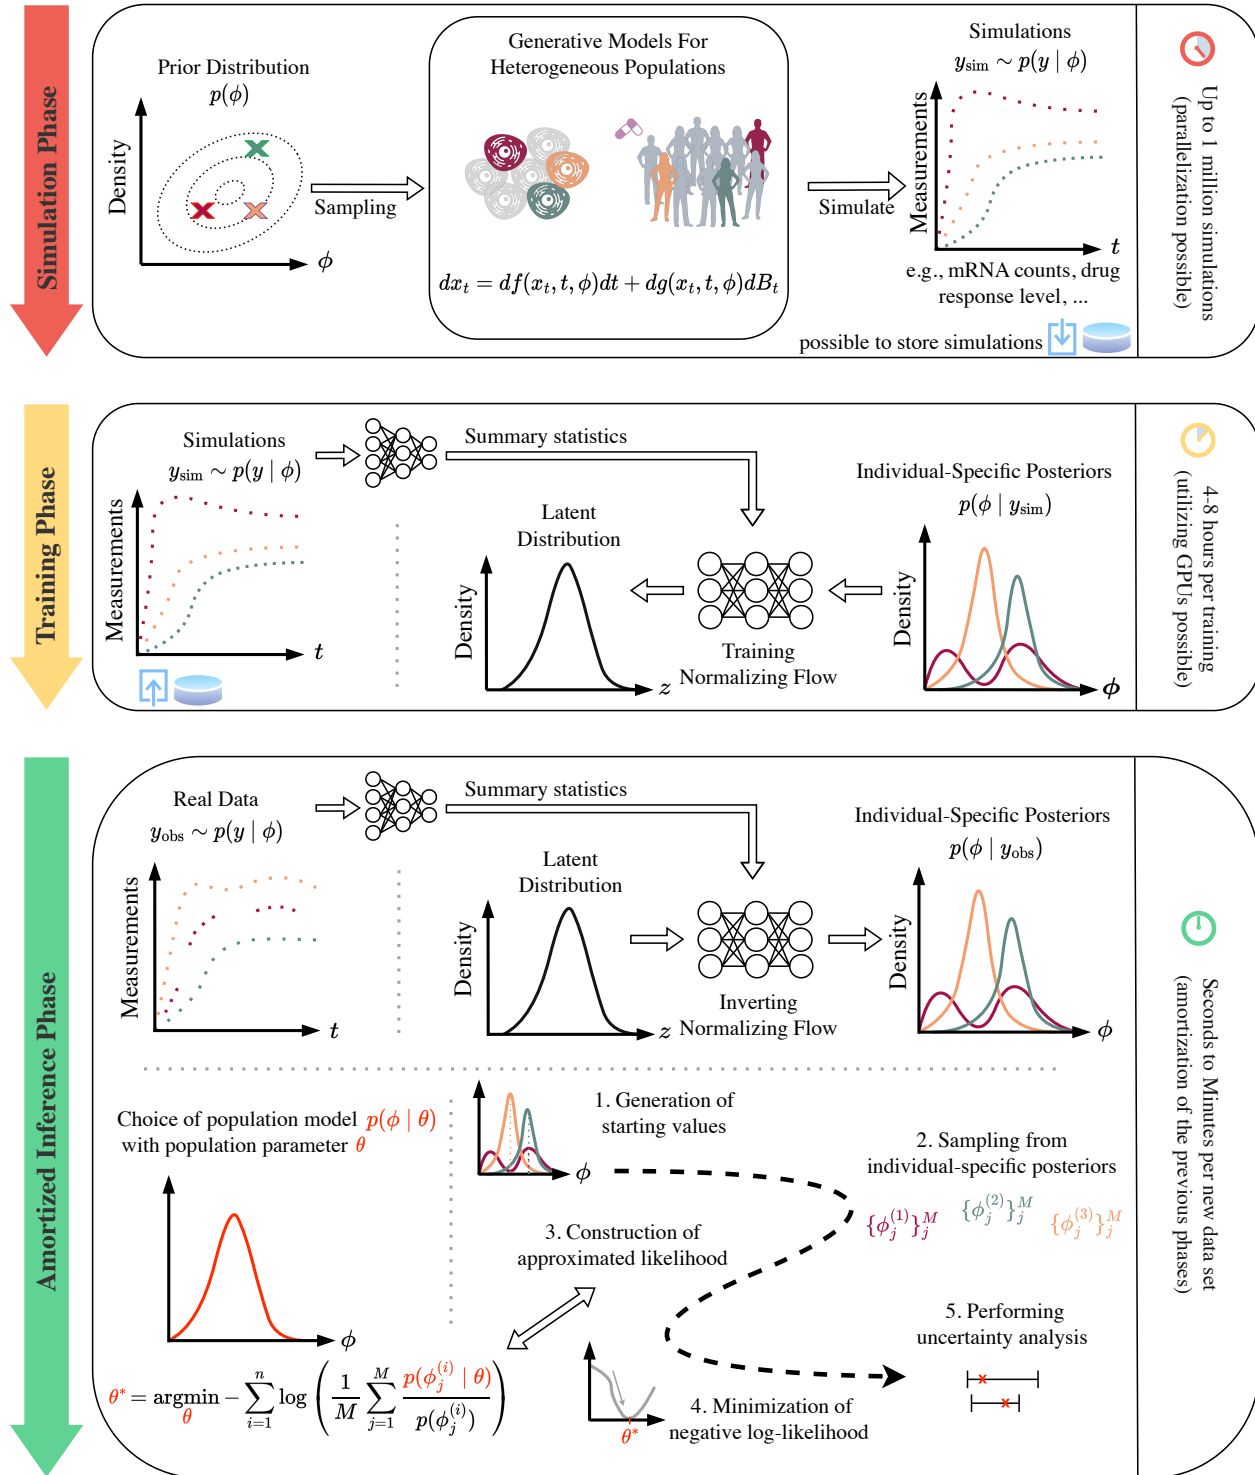 Simulation Phase
Prior Distribution
p(ϕ)
Density
ϕ
Sampling
Generative Models For
Heterogeneous Populations
dx_t = df(x_t, t, ϕ)dt + dg(x_t, t, ϕ)dB_t
Simulate
Simulations
y_sim ∼ p(y | ϕ)
Measurements
t
e.g., mRNA counts, drug
response level, ...
possible to store simulations
Up to 1 million simulations
(parallelization possible)
Training Phase
Simulations
y_sim ∼ p(y | ϕ)
Measurements
t
Summary statistics
Latent
Distribution
Density
z
Training
Normalizing Flow
Individual-Specific Posteriors
p(ϕ | y_sim)
Density
ϕ
4-8 hours per training
(utilizing GPUs possible)
Amortized Inference Phase
Real Data
y_obs ∼ p(y | ϕ)
Measurements
t
Summary statistics
Latent
Distribution
Density
z
Inverting
Normalizing Flow
Individual-Specific Posteriors
p(ϕ | y_obs)
Density
ϕ
Choice of population model p(ϕ | θ)
with population parameter θ
ϕ
1. Generation of
starting values
ϕ
2. Sampling from
individual-specific posteriors
{ϕ_j^(1)}_j^M {ϕ_j^(2)}_j^M {ϕ_j^(3)}_j^M
3. Construction of
approximated likelihood
θ* = argmin_θ − ∑_{i=1}^{n} log ( 1/M ∑_{j=1}^{M} p(ϕ_j^(i) | θ) / p(ϕ_j^(i)) )
θ*
4. Minimization of
negative log-likelihood
5. Performing
uncertainty analysis
Seconds to Minutes per new data set
(amortization of the previous phases)